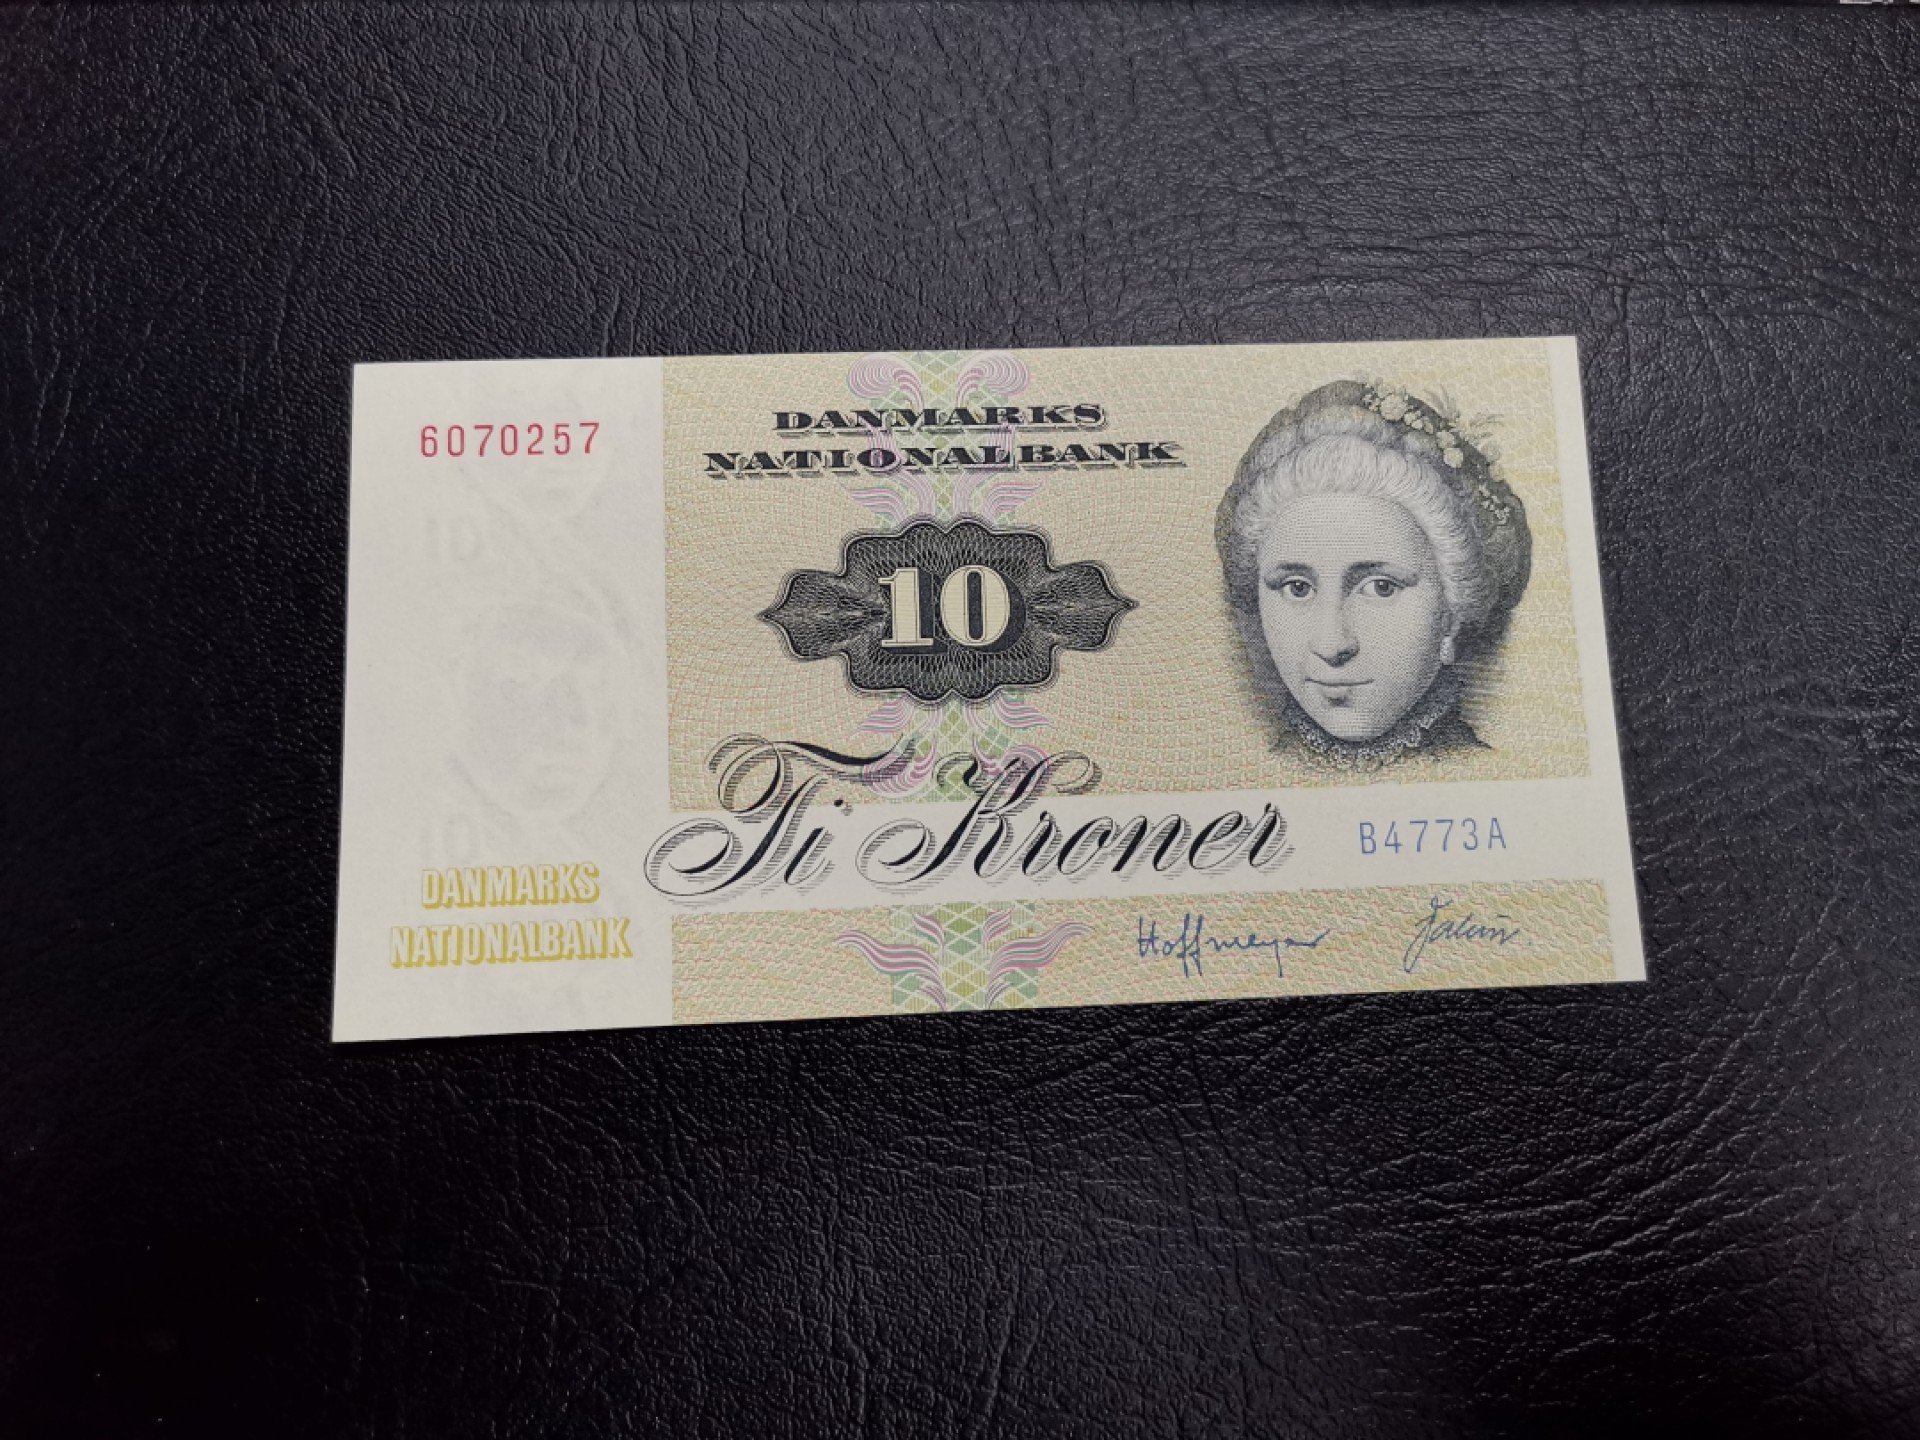 6070257
DANMARKS
NATIONALBANK
10
Ti Kroner
B4773A
DANMARKS
NATIONALBANK
Hoffmeyer